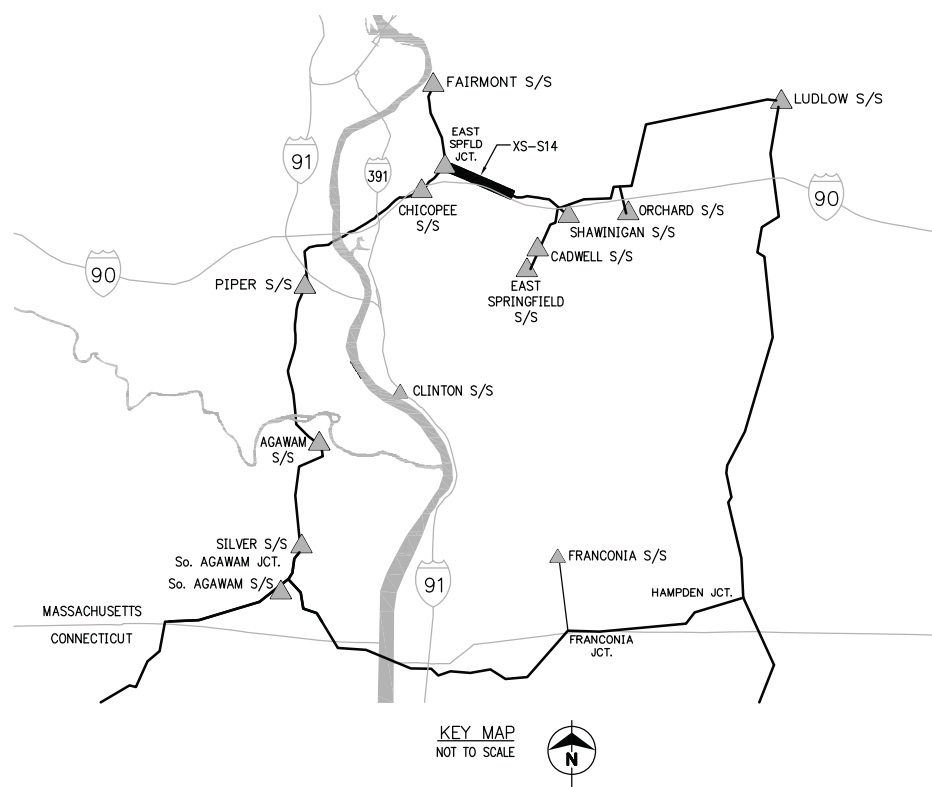 FAIRMONT S/S
LUDLOW S/S
EAST
SPFLD
JCT.
XS-S14
91
391
90
CHICOPEE
S/S
ORCHARD S/S
SHAWINIGAN S/S
CADWELL S/S
90
PIPER S/S
EAST
SPRINGFIELD
S/S
CLINTON S/S
AGAWAM
S/S
SILVER S/S
So. AGAWAM JCT.
So. AGAWAM S/S
FRANCONIA S/S
91
HAMPDEN JCT.
MASSACHUSETTS
CONNECTICUT
FRANCONIA
JCT.
KEY MAP
NOT TO SCALE
N